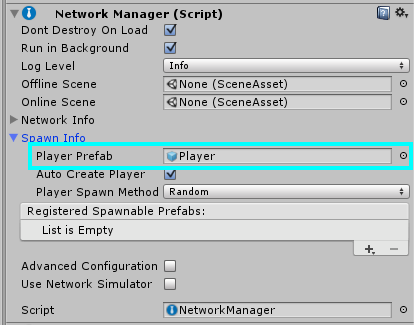 Network Manager (Script)
Dont Destroy On Load
Run in Background
Log Level Info
Offline Scene None (SceneAsset)
Online Scene None (SceneAsset)
Network Info
Spawn Info
Player Prefab Player
Auto Create Player
Player Spawn Method Random
Registered Spawnable Prefabs:
List is Empty
Advanced Configuration
Use Network Simulator
Script NetworkManager